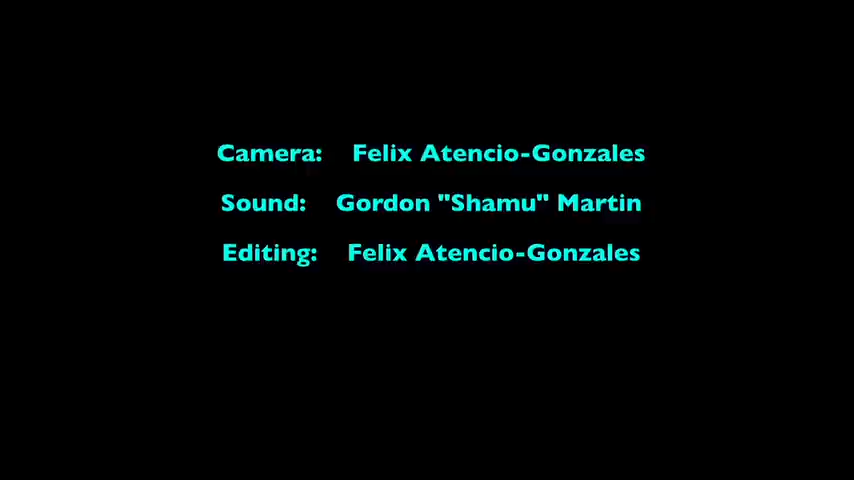 Camera: Felix Atencio-Gonzales
Sound: Gordon "Shamu" Martin
Editing: Felix Atencio-Gonzales